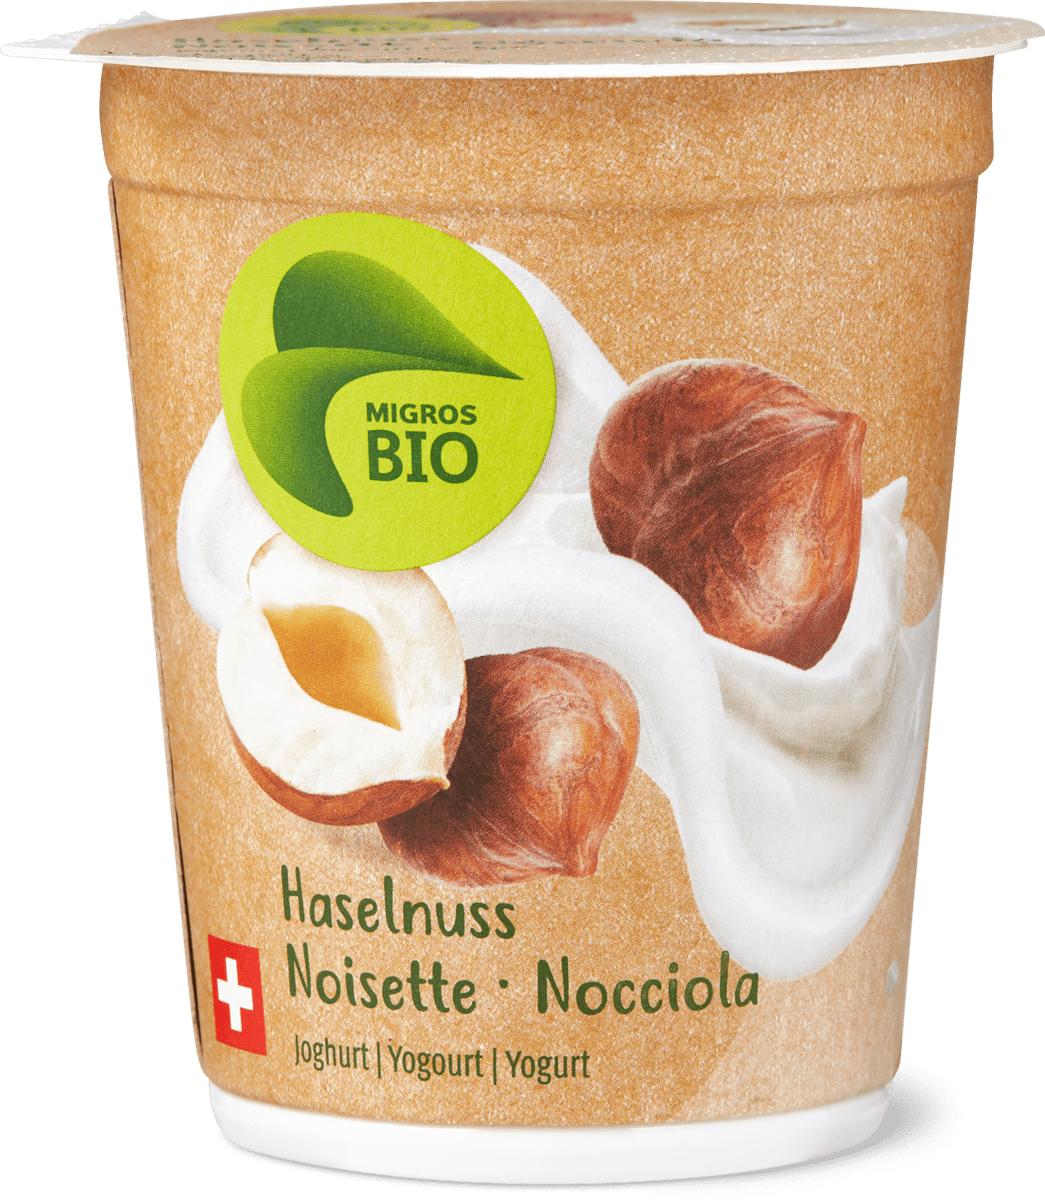 MIGROS
BIO
Haselnuss
Noisette · Nocciola
Joghurt | Yogourt | Yogurt